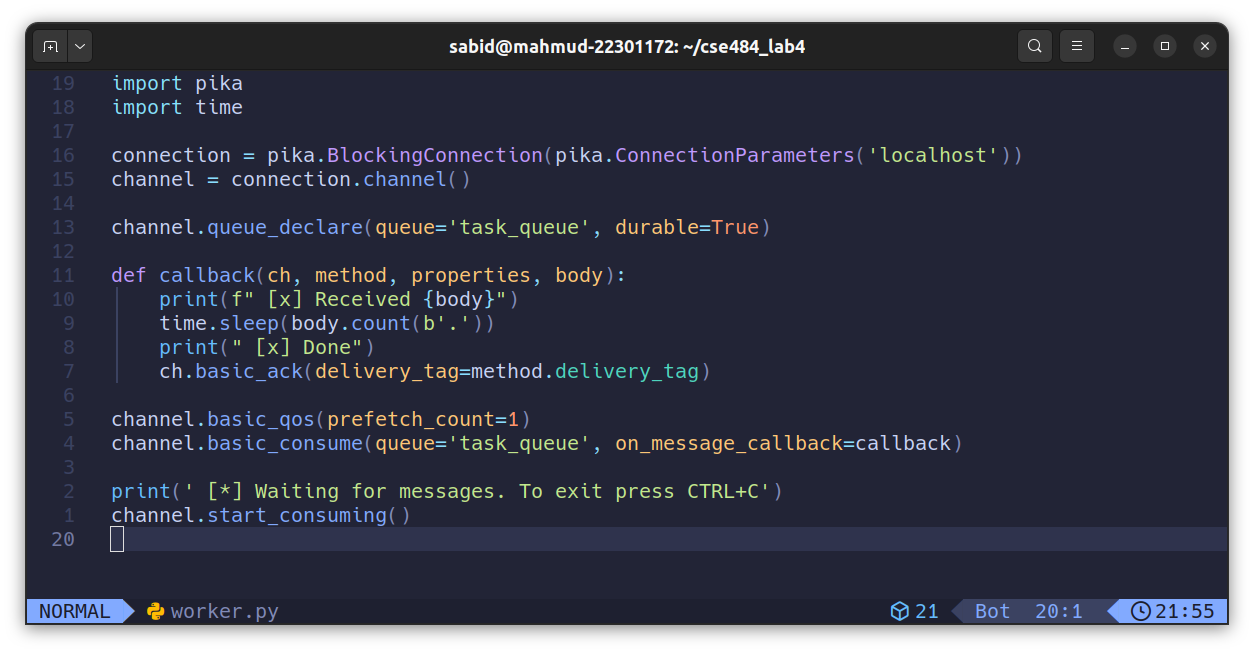 sabid@mahmud-22301172: ~/cse484_lab4
19 import pika
18 import time
17
16 connection = pika.BlockingConnection(pika.ConnectionParameters('localhost'))
15 channel = connection.channel()
14
13 channel.queue_declare(queue='task_queue', durable=True)
12
11 def callback(ch, method, properties, body):
10     print(f" [x] Received {body}")
9     time.sleep(body.count(b'.'))
8     print(" [x] Done")
7     ch.basic_ack(delivery_tag=method.delivery_tag)
6
5 channel.basic_qos(prefetch_count=1)
4 channel.basic_consume(queue='task_queue', on_message_callback=callback)
3
2 print(' [*] Waiting for messages. To exit press CTRL+C')
1 channel.start_consuming()
20
NORMAL worker.py 21 Bot 20:1 21:55